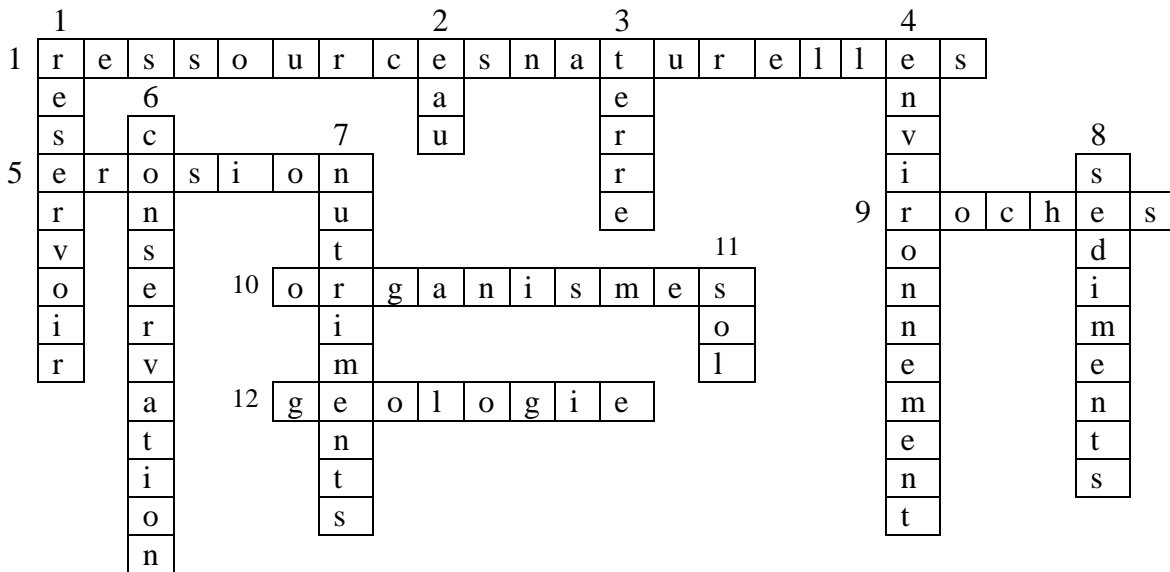 1 2 3 4
1 r e s s o u r c e s n a t u r e l l e s
e 6 a e n
s c 7 u r v 8
5 e r o s i o n r i s
r n u e 9 r o c h e s
v s t 11 o d
o e 10 o r g a n i s m e s n i
i r i o n m
r v m l e e
a 12 g e o l o g i e m n
t n e t
i t n s
o s t
n